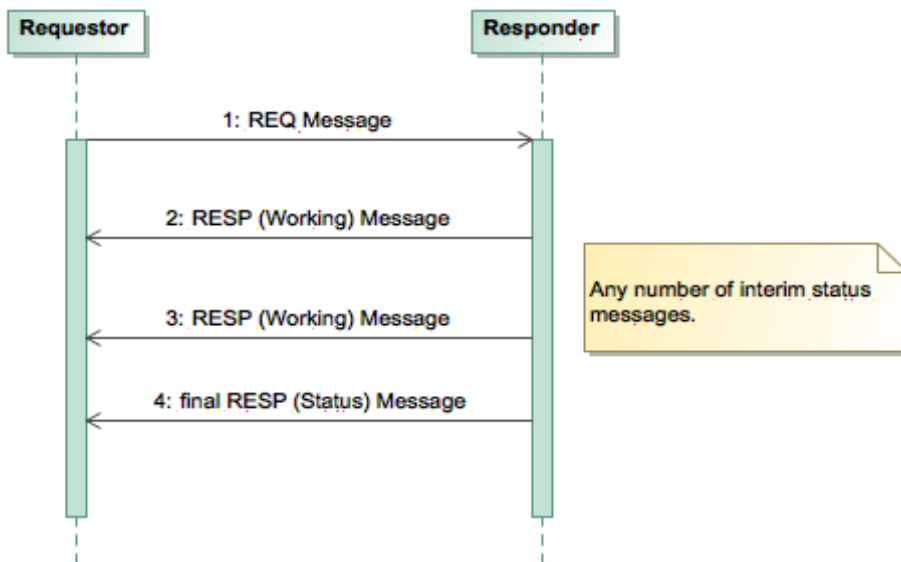 Requestor
Responder
1: REQ Message
2: RESP (Working) Message
Any number of interim status
messages.
3: RESP (Working) Message
4: final RESP (Status) Message